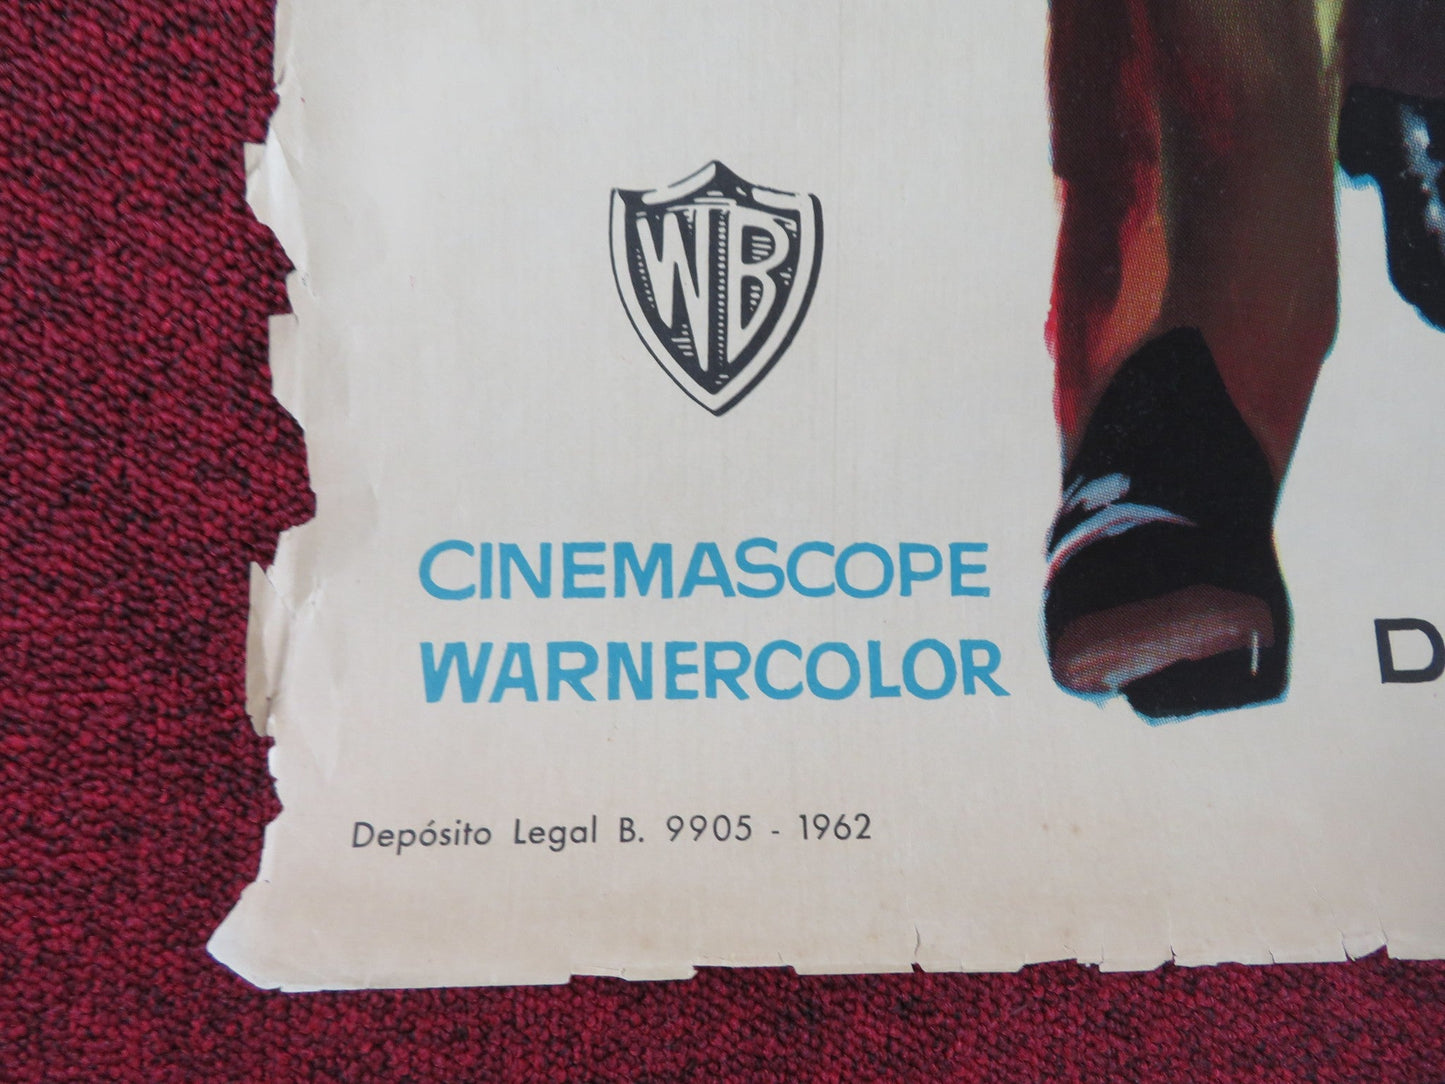 WB
CINEMASCOPE
WARNERCOLOR
D
Depósito Legal B. 9905 - 1962